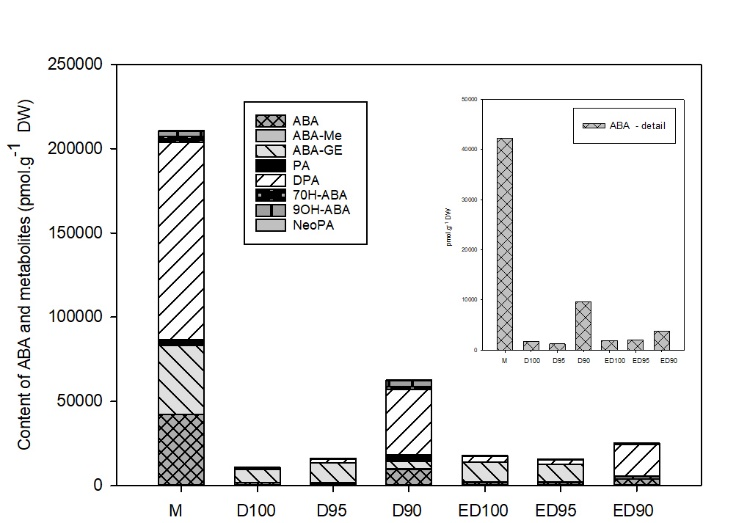 Content of ABA and metabolites (pmol.g-1 DW)
250000
200000
150000
100000
50000
0
ABA
ABA-Me
ABA-GE
PA
DPA
70H-ABA
9OH-ABA
NeoPA
pmol.g-1 DW
50000
40000
30000
20000
10000
0
ABA - detail
M D100 D95 D90 ED100 ED95 ED90
M D100 D95 D90 ED100 ED95 ED90